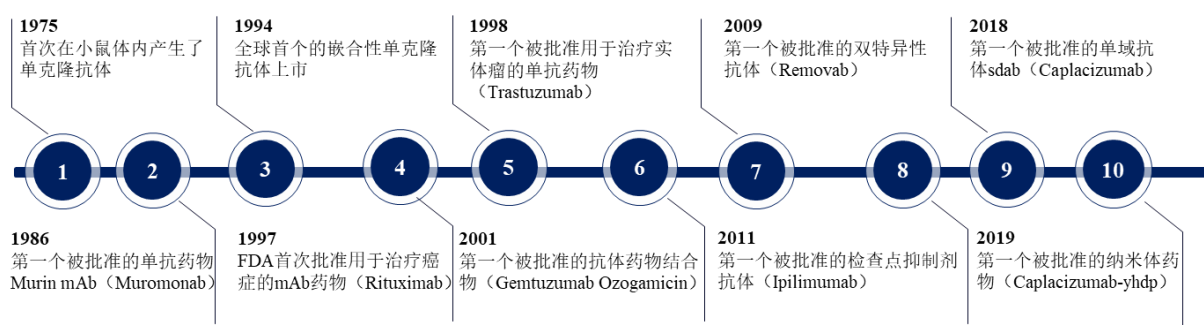 1975
首次在小鼠体内产生了
单克隆抗体
1994
全球首个的嵌合性单克隆
抗体上市
1998
第一个被批准用于治疗实
体瘤的单抗药物
（Trastuzumab）
2009
第一个被批准的双特异性
抗体（Removab）
2018
第一个被批准的单域抗
体sdab（Caplacizumab）
1
2
3
4
5
6
7
8
9
10
1986
第一个被批准的单抗药物
Murin mAb（Muromonab）
1997
FDA首次批准用于治疗癌
症的mAb药物（Rituximab）
2001
第一个被批准的抗体药物结合
（Gemtuzumab Ozogamicin）
2011
第一个被批准的检查点抑制剂
抗体（Ipilimumab）
2019
第一个被批准的纳米体药
物（Caplacizumab-yhdp）